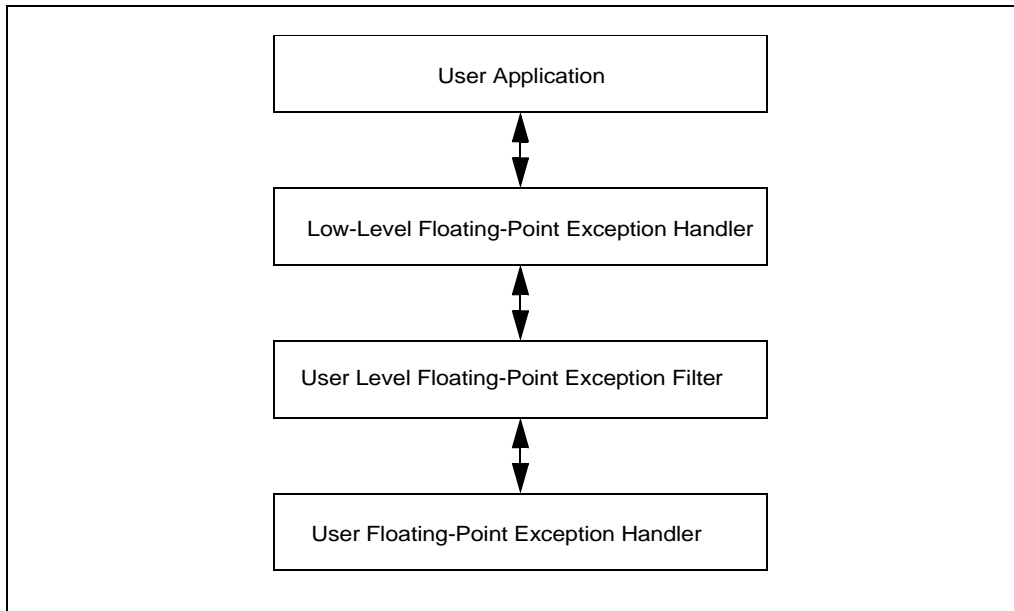 User Application
Low-Level Floating-Point Exception Handler
User Level Floating-Point Exception Filter
User Floating-Point Exception Handler